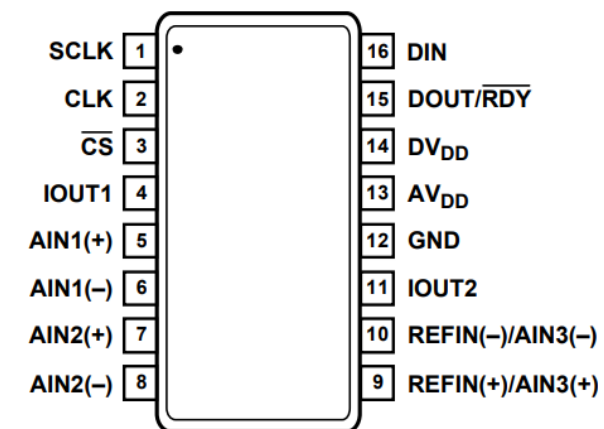 SCLK 1 16 DIN
CLK 2 15 DOUT/RDY
CS 3 14 DVDD
IOUT1 4 13 AVDD
AIN1(+) 5 12 GND
AIN1(–) 6 11 IOUT2
AIN2(+) 7 10 REFIN(–)/AIN3(–)
AIN2(–) 8 9 REFIN(+)/AIN3(+)